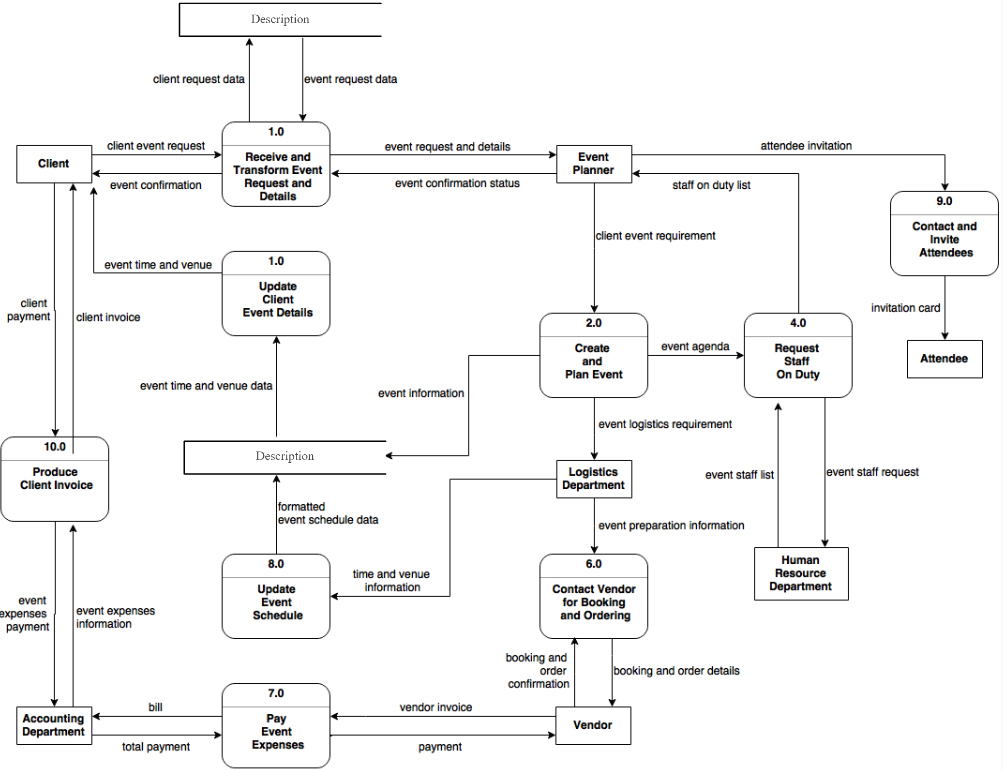 Description
client request data
event request data
1.0
Receive and
Transform Event
Request and
Details
Client
client event request
event confirmation
event request and details
event confirmation status
Event
Planner
attendee invitation
staff on duty list
9.0
Contact and
Invite
Attendees
client event requirement
event time and venue
1.0
Update
Client
Event Details
client
payment
client invoice
invitation card
Attendee
2.0
Create
and
Plan Event
event agenda
4.0
Request
Staff
On Duty
event time and venue data
event information
event logistics requirement
Description
10.0
Produce
Client Invoice
Logistics
Department
event staff list
event staff request
formatted
event schedule data
event preparation information
8.0
Update
Event
Schedule
time and venue
information
6.0
Contact Vendor
for Booking
and Ordering
Human
Resource
Department
event
expenses
payment
event expenses
information
booking and
order
confirmation
booking and order details
7.0
Pay
Event
Expenses
Accounting
Department
bill
total payment
vendor invoice
payment
Vendor